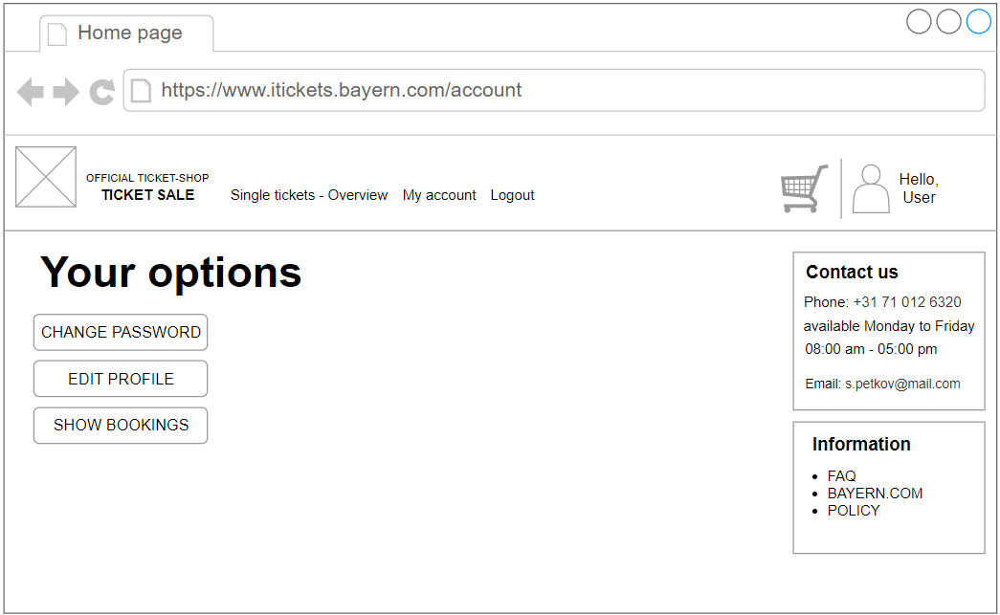 Home page
https://www.itickets.bayern.com/account
OFFICIAL TICKET-SHOP
TICKET SALE
Single tickets - Overview My account Logout
Hello,
User
Your options
CHANGE PASSWORD
EDIT PROFILE
SHOW BOOKINGS
Contact us
Phone: +31 71 012 6320
available Monday to Friday
08:00 am - 05:00 pm
Email: s.petkov@mail.com
Information
FAQ
BAYERN.COM
POLICY